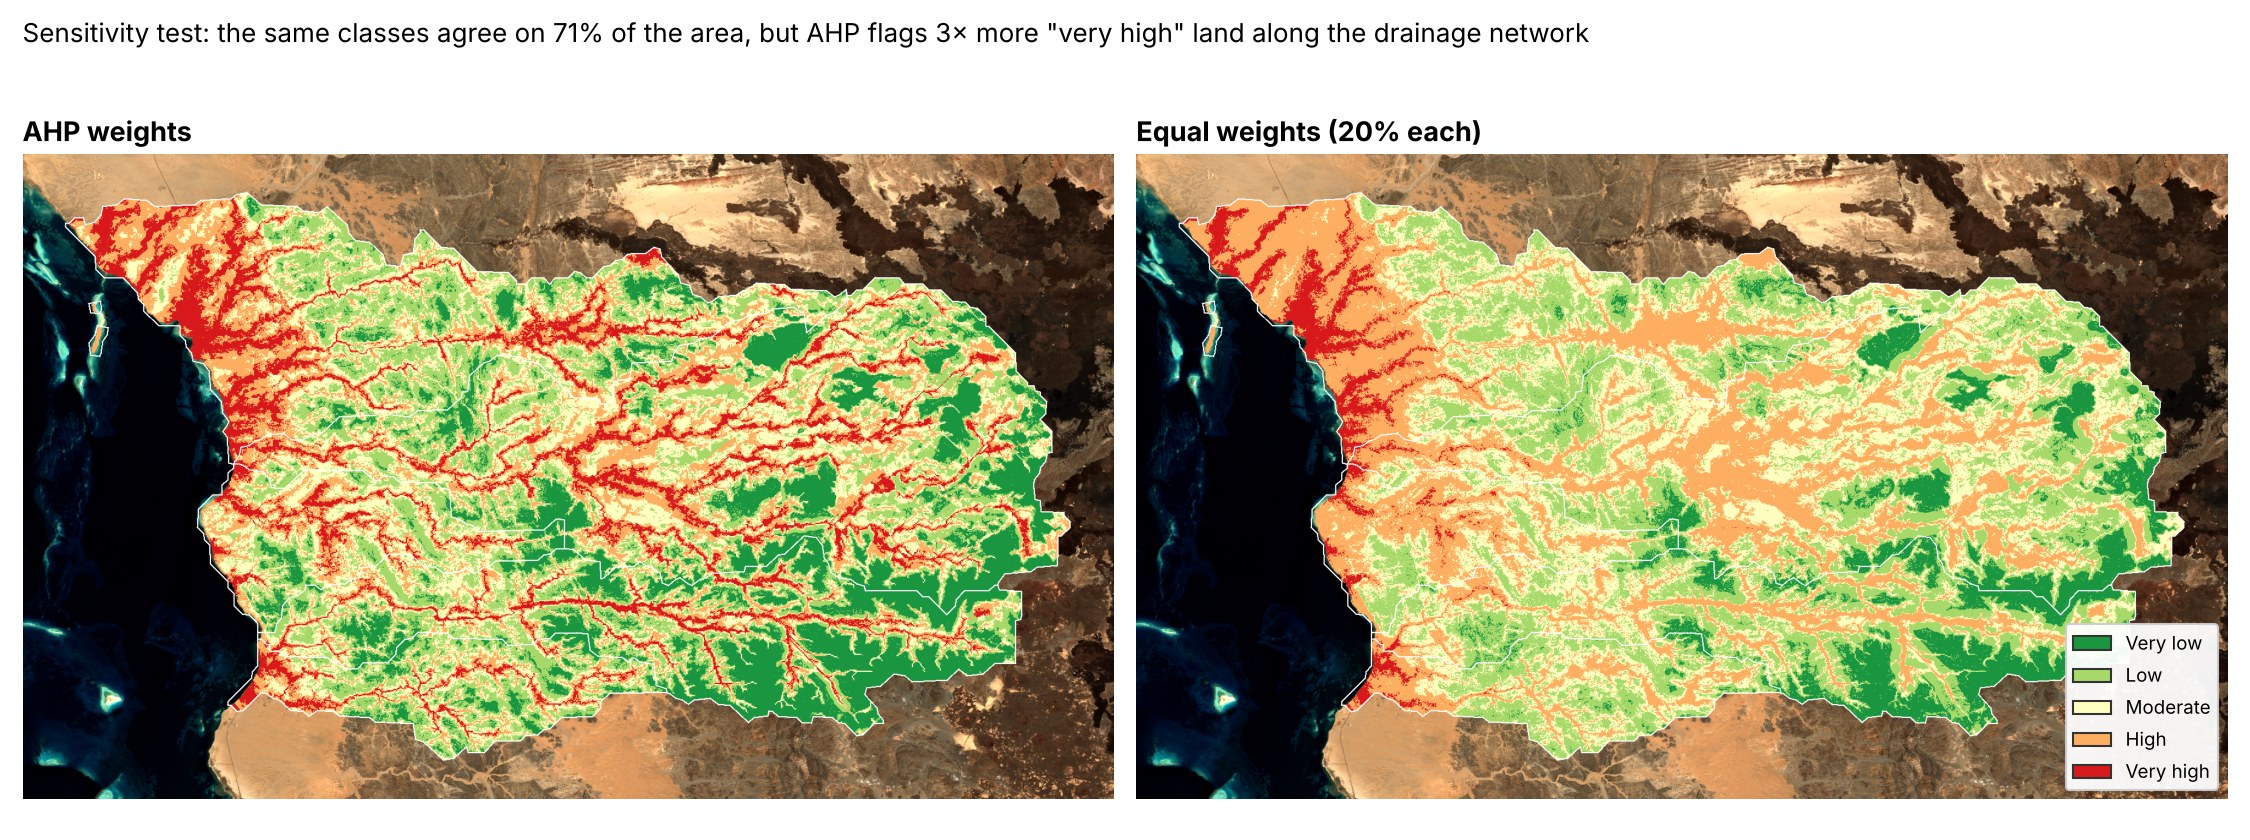 Sensitivity test: the same classes agree on 71% of the area, but AHP flags 3× more "very high" land along the drainage network
AHP weights
Equal weights (20% each)
Very low
Low
Moderate
High
Very high